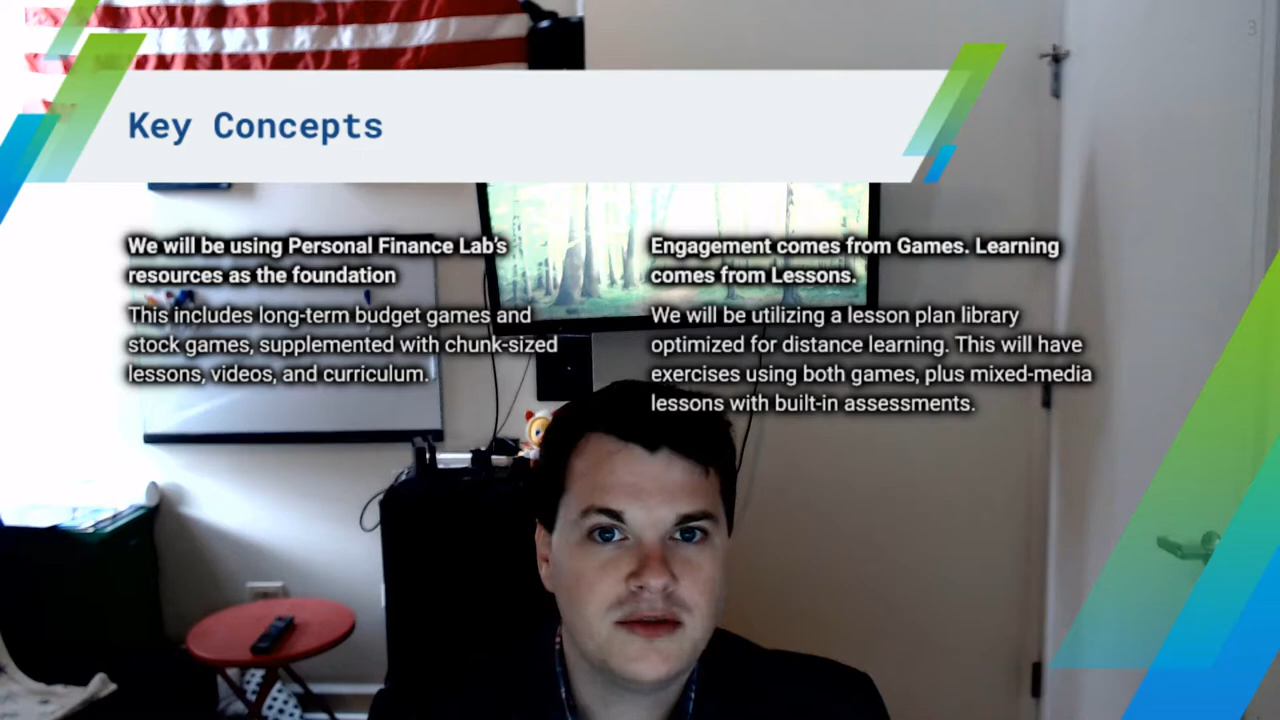 3
Key Concepts
We will be using Personal Finance Lab's
resources as the foundation
This includes long-term budget games and
stock games, supplemented with chunk-sized
lessons, videos, and curriculum.
Engagement comes from Games. Learning
comes from Lessons.
We will be utilizing a lesson plan library
optimized for distance learning. This will have
exercises using both games, plus mixed-media
lessons with built-in assessments.